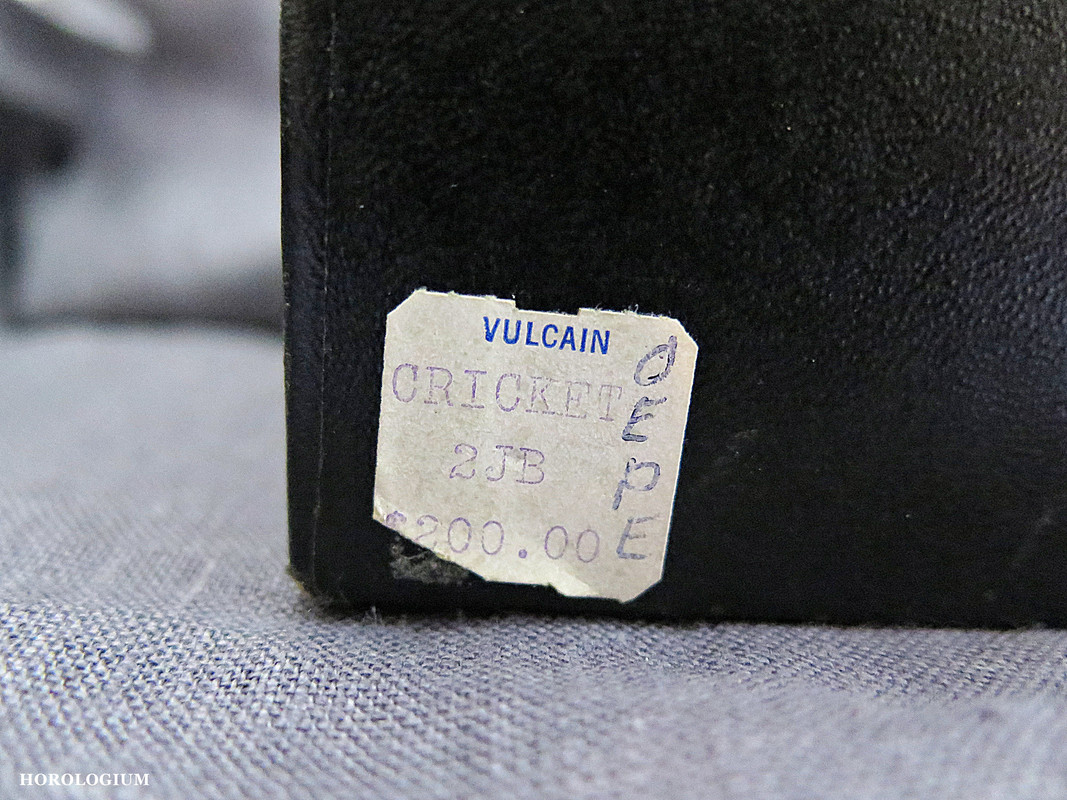 VULCAIN
CRICKET
2JB
$200.00
O
E
P
E
HOROLOGIUM